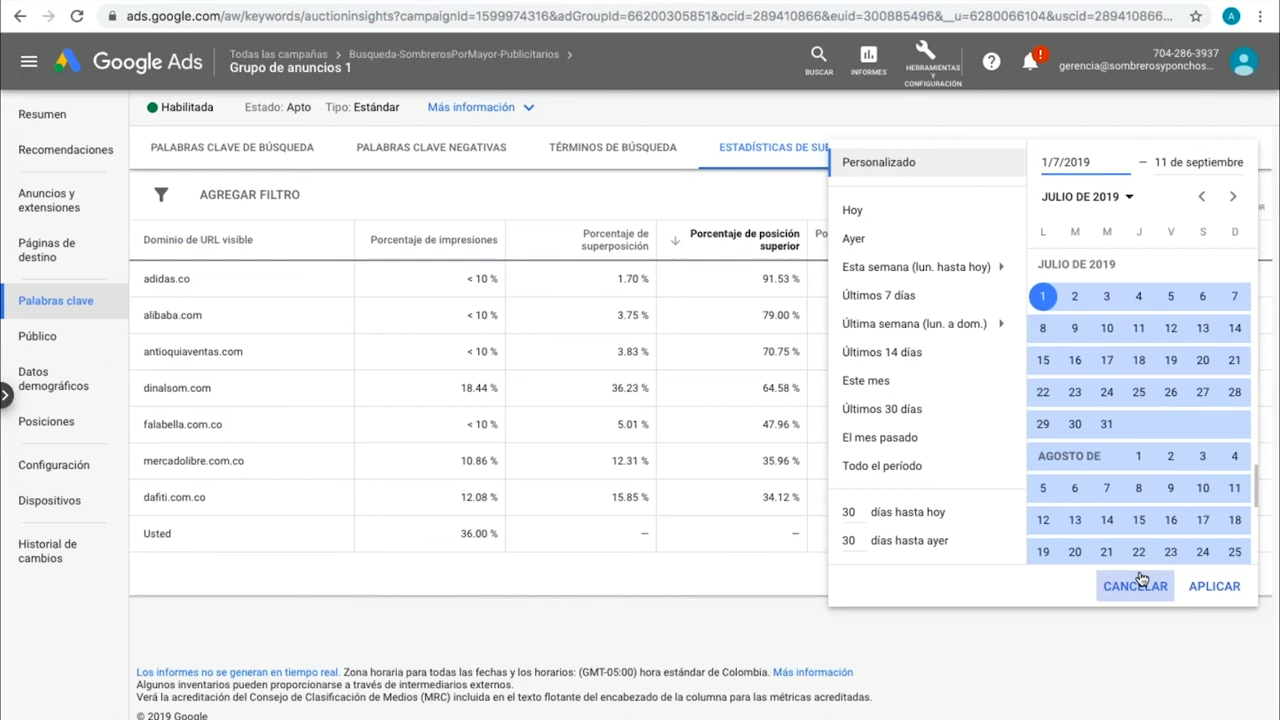 ads.google.com/aw/keywords/auctioninsights?campaignId=1599974316&adGroupId=66200305851&ocid=289410866&euid=300885496&__u=6280066104&uscid=289410866...
A
Google Ads
Todas las campañas > Busqueda-SombrerosPorMayor-Publicitarios >
Grupo de anuncios 1
BUSCAR
INFORMES
HERRAMIENTAS
Y
CONFIGURACIÓN
!
704-286-3937
gerencia@sombrerosyponchos...
Resumen
Recomendaciones
Anuncios y
extensiones
Páginas de
destino
Palabras clave
Público
Datos
demográficos
Posiciones
Configuración
Dispositivos
Historial de
cambios
Habilitada Estado: Apto Tipo: Estándar Más información
PALABRAS CLAVE DE BÚSQUEDA PALABRAS CLAVE NEGATIVAS TÉRMINOS DE BÚSQUEDA ESTADÍSTICAS DE SU
AGREGAR FILTRO
Dominio de URL visible Porcentaje de impresiones Porcentaje de
superposición Porcentaje de posición
superior Po
adidas.co < 10 % 1.70 % 91.53 %
alibaba.com < 10 % 3.75 % 79.00 %
antioquiaventas.com < 10 % 3.83 % 70.75 %
dinalsom.com 18.44 % 36.23 % 64.58 %
falabella.com.co < 10 % 5.01 % 47.96 %
mercadolibre.com.co 10.86 % 12.31 % 35.96 %
dafiti.com.co 12.08 % 15.85 % 34.12 %
Usted 36.00 % — —
Personalizado
Hoy
Ayer
Esta semana (lun. hasta hoy)
Últimos 7 días
Última semana (lun. a dom.)
Últimos 14 días
Este mes
Últimos 30 días
El mes pasado
Todo el período
30 días hasta hoy
30 días hasta ayer
1/7/2019 — 11 de septiembre
JULIO DE 2019
L M M J V S D
JULIO DE 2019
1 2 3 4 5 6 7
8 9 10 11 12 13 14
15 16 17 18 19 20 21
22 23 24 25 26 27 28
29 30 31
AGOSTO DE 1 2 3 4
5 6 7 8 9 10 11
12 13 14 15 16 17 18
19 20 21 22 23 24 25
CANCELAR APLICAR
Los informes no se generan en tiempo real. Zona horaria para todas las fechas y los horarios: (GMT-05:00) hora estándar de Colombia. Más información
Algunos inventarios pueden proporcionarse a través de intermediarios externos.
Verá la acreditación del Consejo de Clasificación de Medios (MRC) incluida en el texto flotante del encabezado de la columna para las métricas acreditadas.
© 2019 Google